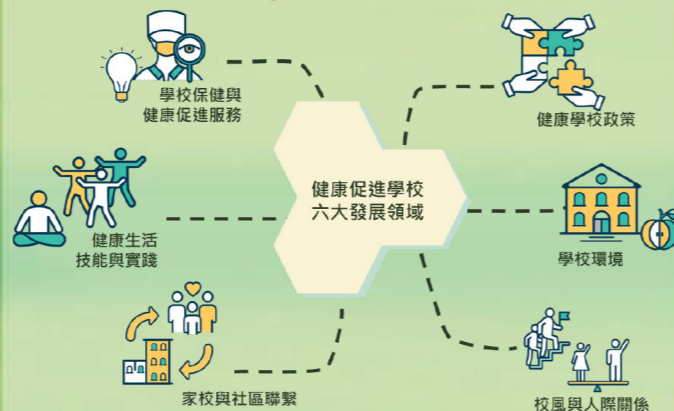 學校保健與
健康促進服務
健康學校政策
健康促進學校
六大發展領域
健康生活
技能與實踐
學校環境
家校與社區聯繫
校風與人際關係